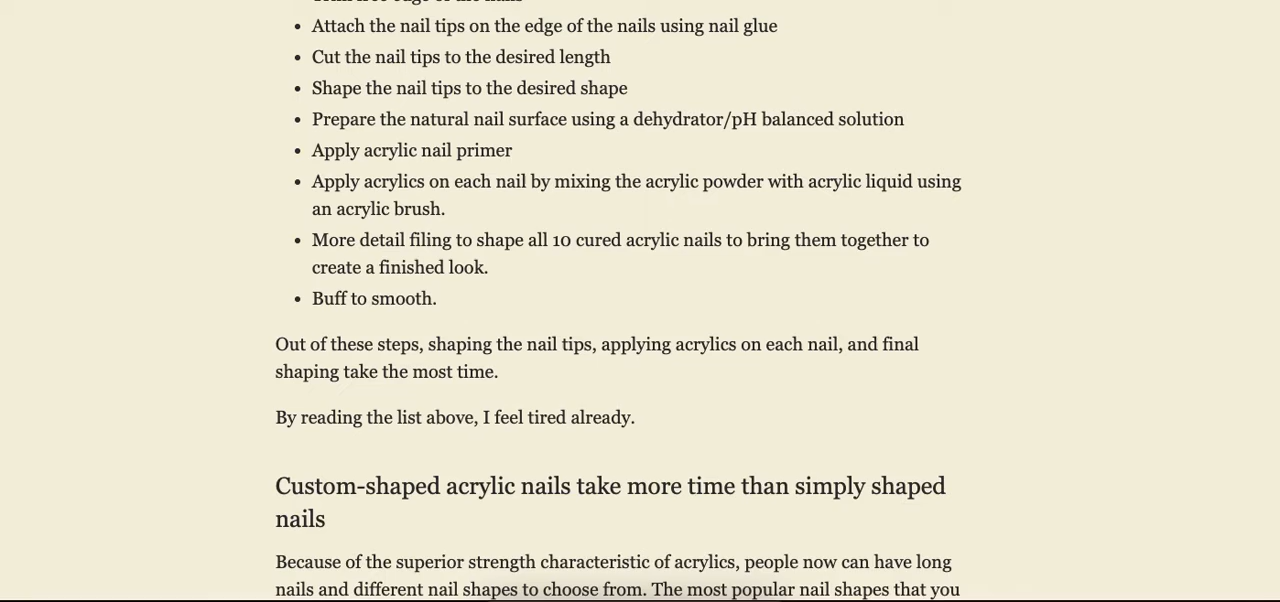 • Attach the nail tips on the edge of the nails using nail glue
• Cut the nail tips to the desired length
• Shape the nail tips to the desired shape
• Prepare the natural nail surface using a dehydrator/pH balanced solution
• Apply acrylic nail primer
• Apply acrylics on each nail by mixing the acrylic powder with acrylic liquid using
an acrylic brush.
• More detail filing to shape all 10 cured acrylic nails to bring them together to
create a finished look.
• Buff to smooth.
Out of these steps, shaping the nail tips, applying acrylics on each nail, and final
shaping take the most time.
By reading the list above, I feel tired already.
Custom-shaped acrylic nails take more time than simply shaped
nails
Because of the superior strength characteristic of acrylics, people now can have long
nails and different nail shapes to choose from. The most popular nail shapes that you